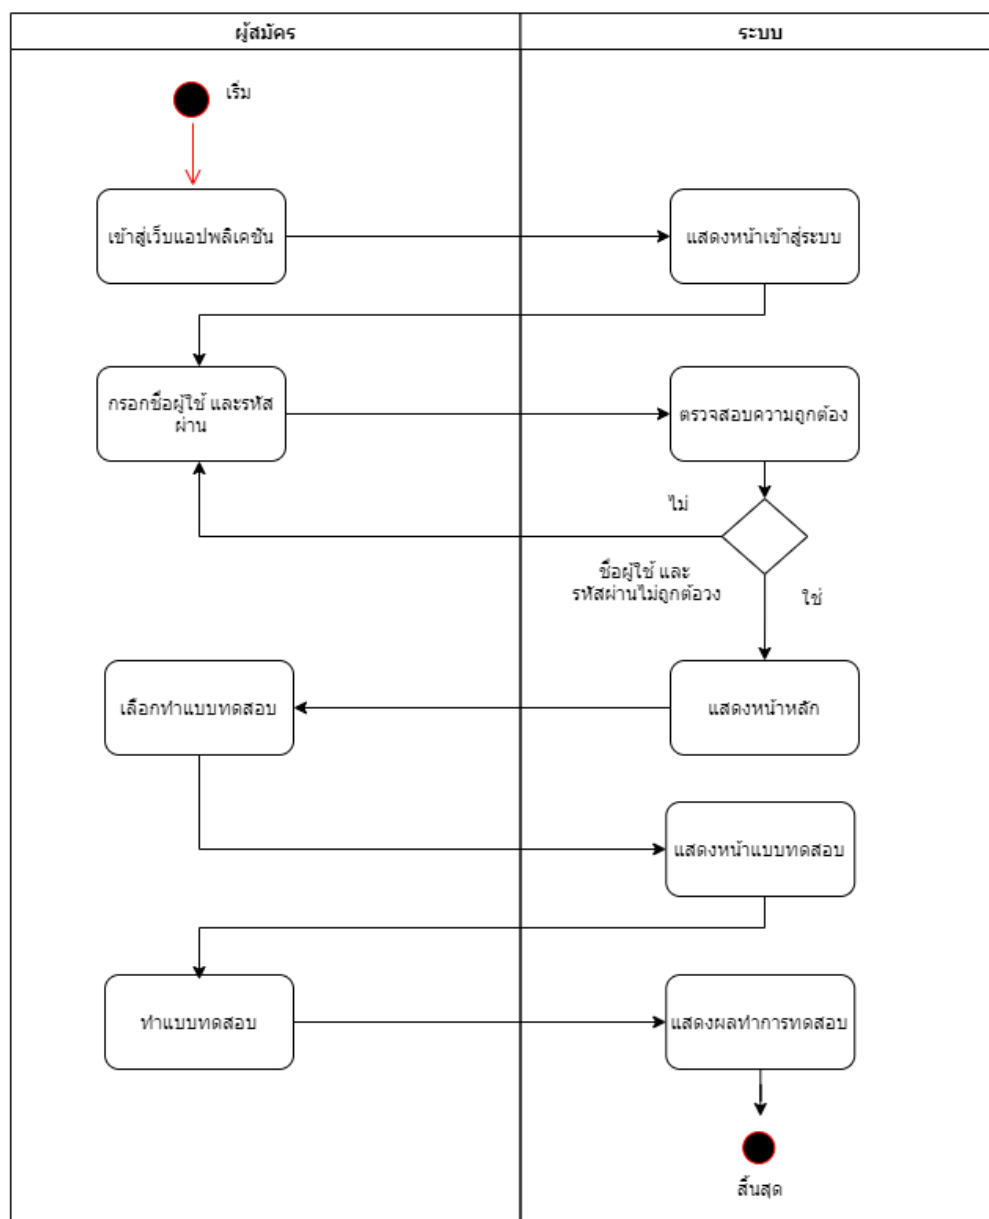 ผู้สมัคร
ระบบ
เริ่ม
เข้าสู่เว็บแอปพลิเคชัน
แสดงหน้าเข้าสู่ระบบ
กรอกชื่อผู้ใช้ และรหัส
ผ่าน
ตรวจสอบความถูกต้อง
ไม่
ชื่อผู้ใช้ และ
รหัสผ่านไม่ถูกต้อวง
ใช่
เลือกทำแบบทดสอบ
แสดงหน้าหลัก
แสดงหน้าแบบทดสอบ
ทำแบบทดสอบ
แสดงผลทำการทดสอบ
สิ้นสุด